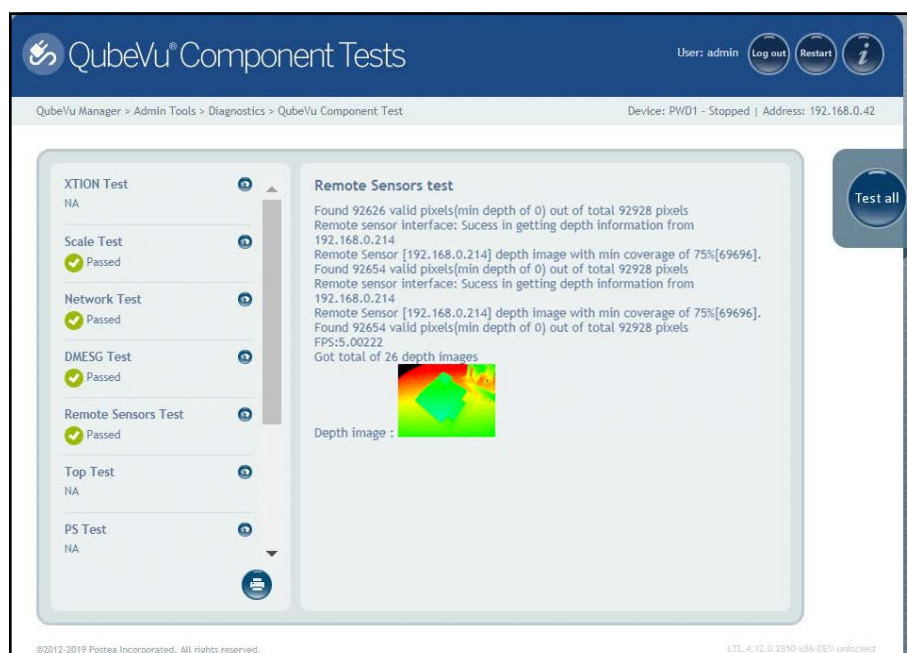 QubeVu® Component Tests
User: admin
Log out
Restart
i
QubeVu Manager > Admin Tools > Diagnostics > QubeVu Component Test
Device: PWD1 - Stopped | Address: 192.168.0.42
XTION Test
NA
Scale Test
Passed
Network Test
Passed
DMESG Test
Passed
Remote Sensors Test
Passed
Top Test
NA
PS Test
NA
Remote Sensors test
Found 92626 valid pixels(min depth of 0) out of total 92928 pixels
Remote sensor interface: Sucess in getting depth information from
192.168.0.214
Remote Sensor [192.168.0.214] depth image with min coverage of 75%[69696].
Found 92654 valid pixels(min depth of 0) out of total 92928 pixels
Remote sensor interface: Sucess in getting depth information from
192.168.0.214
Remote Sensor [192.168.0.214] depth image with min coverage of 75%[69696].
Found 92654 valid pixels(min depth of 0) out of total 92928 pixels
FPS:5.00222
Got total of 26 depth images
Depth image :
Test all
©2012-2019 Postea Incorporated. All rights reserved.
LTL.4.12.0.2850-x86-DEV-unlocked